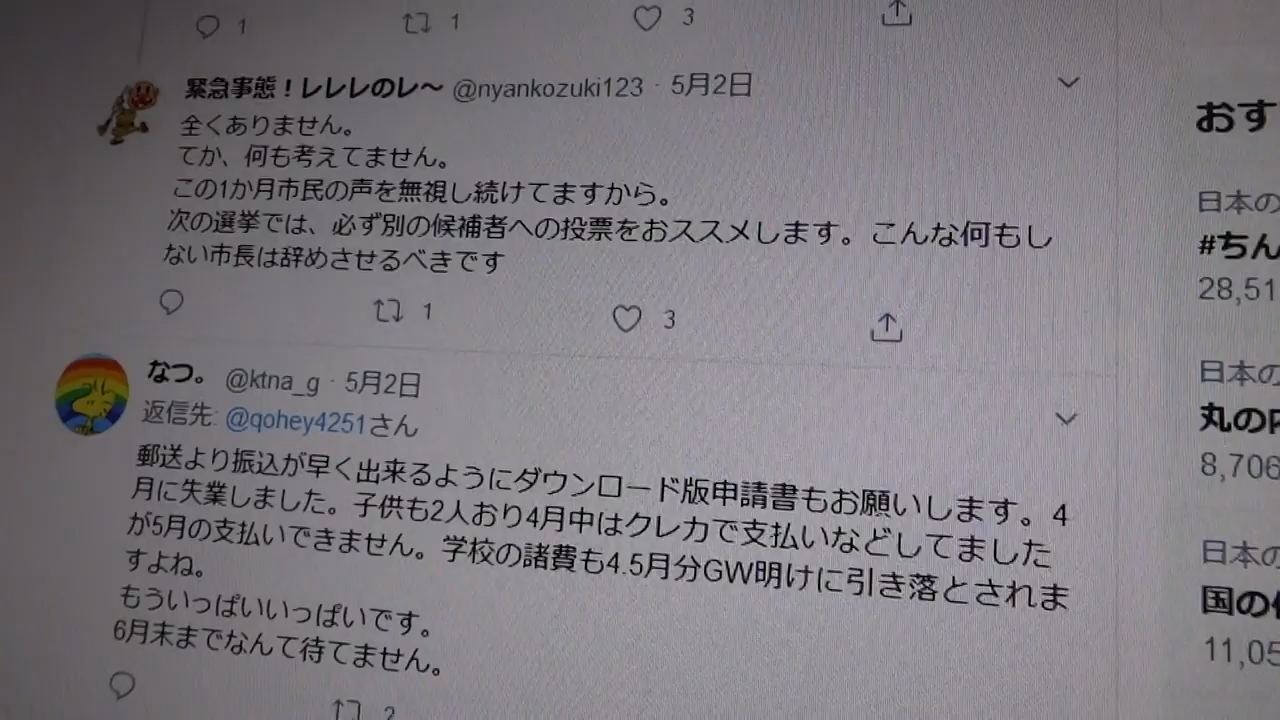 1 1 3
緊急事態！レレレのレ〜 @nyankozuki123 · 5月2日
全くありません。
てか、何も考えてません。
この1か月市民の声を無視し続けてますから。
次の選挙では、必ず別の候補者への投票をおススメします。こんな何もし
ない市長は辞めさせるべきです
1 3
なつ。 @ktna_g · 5月2日
返信先: @qohey4251さん
郵送より振込が早く出来るようにダウンロード版申請書もお願いします。4
月に失業しました。子供も2人おり4月中はクレカで支払いなどしてました
が5月の支払いできません。学校の諸費も4.5月分GW明けに引き落とされま
すよね。
もういっぱいいっぱいです。
6月末までなんて待てません。
2
おす
日本の
#ちん
28,51
日本の
丸の
8,706
日本の
国の
11,05